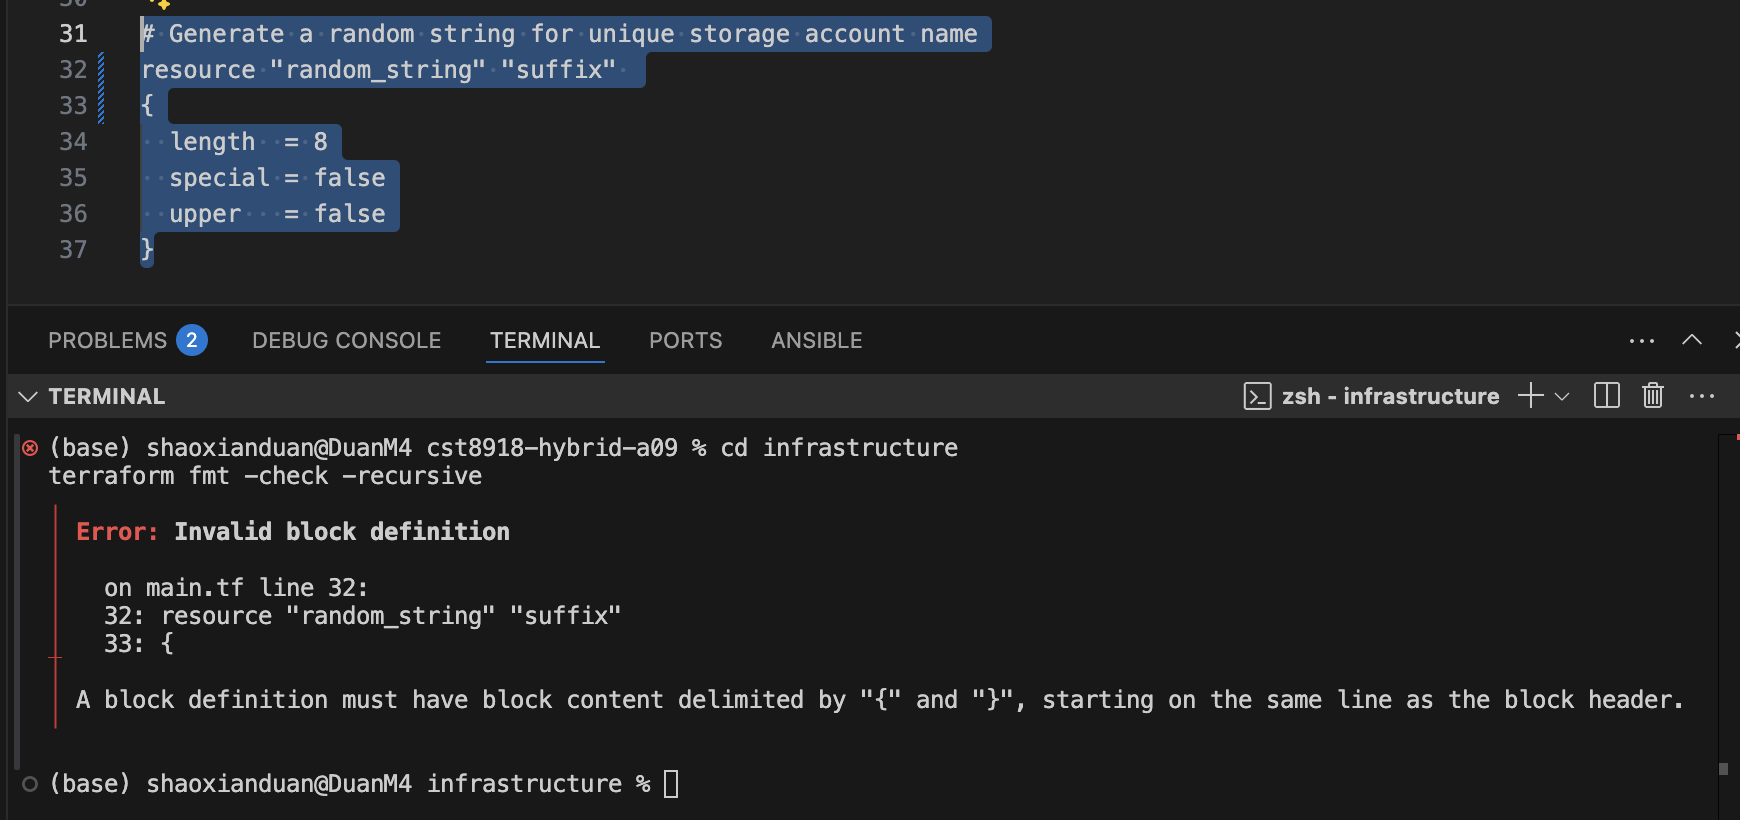 31 # Generate a random string for unique storage account name
32 resource "random_string" "suffix"
33 {
34 length = 8
35 special = false
36 upper = false
37 }
PROBLEMS 2 DEBUG CONSOLE TERMINAL PORTS ANSIBLE
TERMINAL zsh - infrastructure
(base) shaoxianduan@DuanM4 cst8918-hybrid-a09 % cd infrastructure
terraform fmt -check -recursive
Error: Invalid block definition
on main.tf line 32:
32: resource "random_string" "suffix"
33: {
A block definition must have block content delimited by "{" and "}", starting on the same line as the block header.
(base) shaoxianduan@DuanM4 infrastructure %